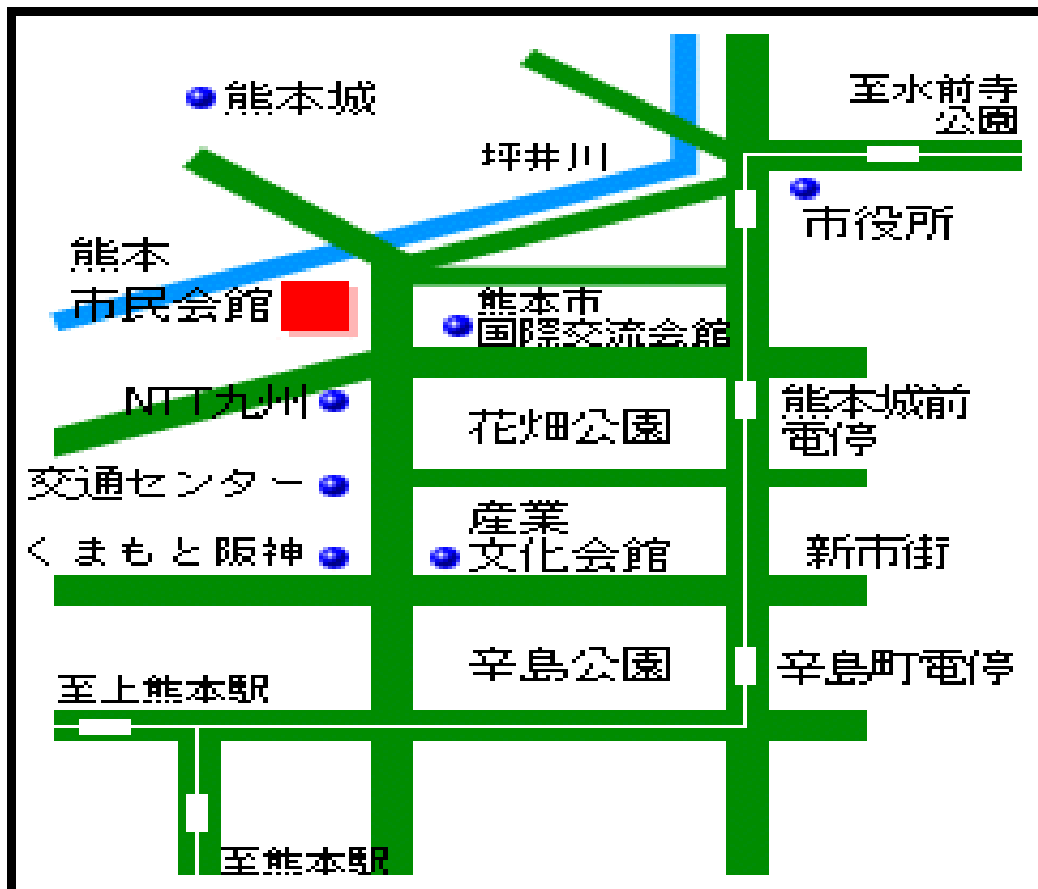 熊本城
至水前寺
公園
坪井川
市役所
熊本
市民会館
熊本市
国際交流会館
NTT九州
花畑公園
熊本城前
電停
交通センター
産業
文化会館
くまもと阪神
新市街
辛島公園
辛島町電停
至上熊本駅
至熊本駅